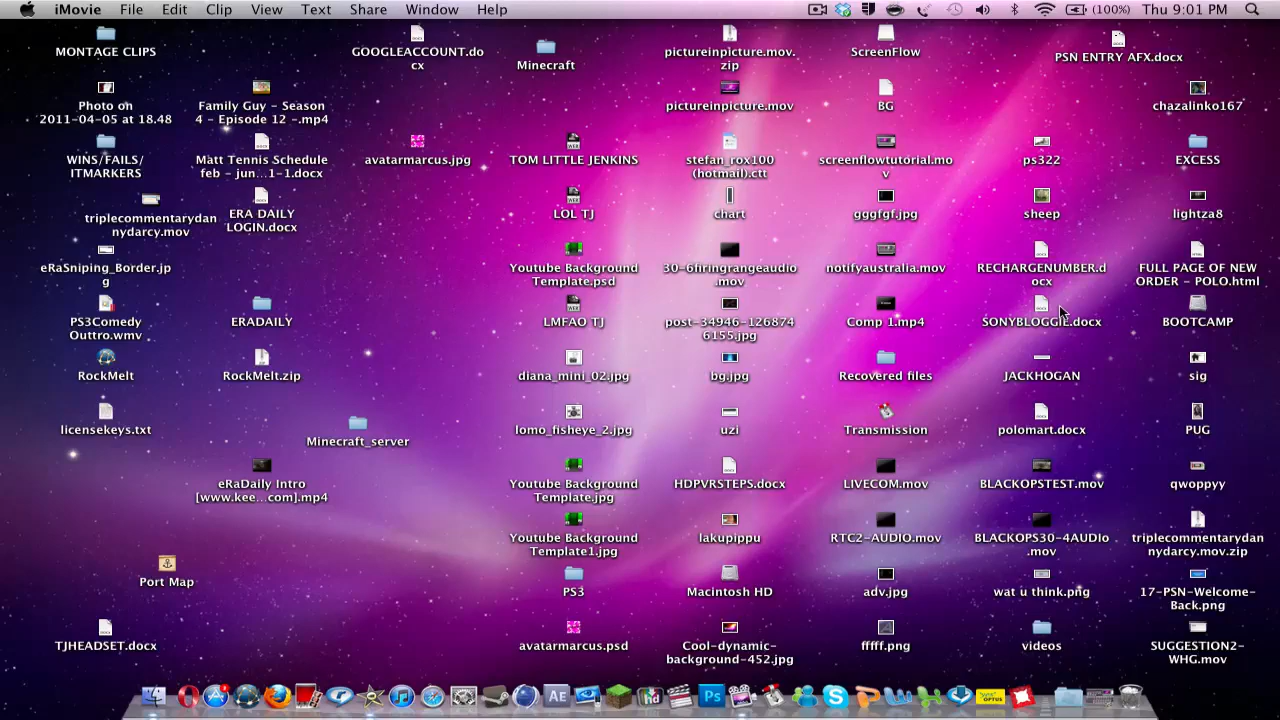 iMovie File Edit Clip View Text Share Window Help (100%) Thu 9:01 PM
MONTAGE CLIPS
GOOGLEACCOUNT.do
cx
Minecraft
pictureinpicture.mov.
zip
ScreenFlow
PSN ENTRY AFX.docx
Photo on
2011-04-05 at 18.48
Family Guy - Season
4 - Episode 12 -.mp4
pictureinpicture.mov
BG
chazalinko167
WINS/FAILS/
ITMARKERS
Matt Tennis Schedule
feb - jun...1-1.docx
avatarmarcus.jpg
TOM LITTLE JENKINS
stefan_rox100
(hotmail).ctt
screenflowtutorial.mo
v
ps322
EXCESS
triplecommentarydan
nydarcy.mov
ERA DAILY
LOGIN.docx
LOL TJ
chart
gggfgf.jpg
sheep
lightza8
eRaSniping_Border.jp
g
Youtube Background
Template.psd
30-6firingrangeaudio
.mov
notifyaustralia.mov
RECHARGENUMBER.d
ocx
FULL PAGE OF NEW
ORDER - POLO.html
PS3Comedy
Outtro.wmv
ERADAILY
LMFAO TJ
post-34946-126874
6155.jpg
Comp 1.mp4
SONYBLOGGIE.docx
BOOTCAMP
RockMelt
RockMelt.zip
diana_mini_02.jpg
bg.jpg
Recovered files
JACKHOGAN
sig
licensekeys.txt
Minecraft_server
lomo_fisheye_2.jpg
uzi
Transmission
polomart.docx
PUG
eRaDaily Intro
[www.kee...com].mp4
Youtube Background
Template.jpg
HDPVRSTEPS.docx
LIVECOM.mov
BLACKOPSTEST.mov
qwoppyy
Youtube Background
Template1.jpg
lakupippu
RTC2-AUDIO.mov
BLACKOPS30-4AUDIo
.mov
triplecommentarydan
nydarcy.mov.zip
Port Map
PS3
Macintosh HD
adv.jpg
wat u think.png
17-PSN-Welcome-
Back.png
TJHEADSET.docx
avatarmarcus.psd
Cool-dynamic-
background-452.jpg
fffff.png
videos
SUGGESTION2-
WHG.mov
AE
hd
Ps
OPTUS